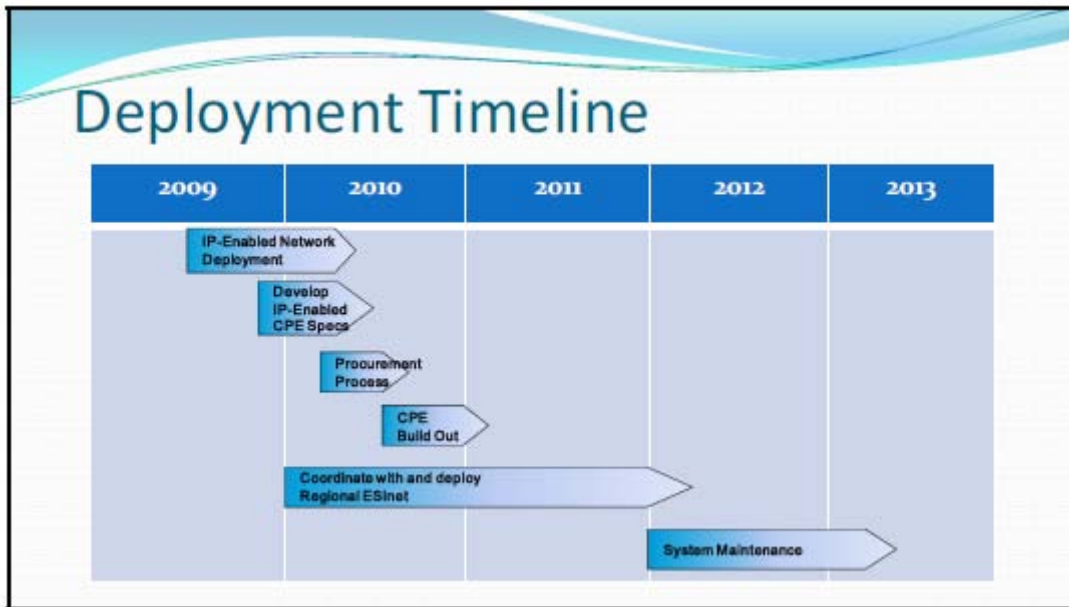 Deployment Timeline
2009 2010 2011 2012 2013
IP-Enabled Network
Deployment
Develop
IP-Enabled
CPE Specs
Procurement
Process
CPE
Build Out
Coordinate with and deploy
Regional ESInet
System Maintenance